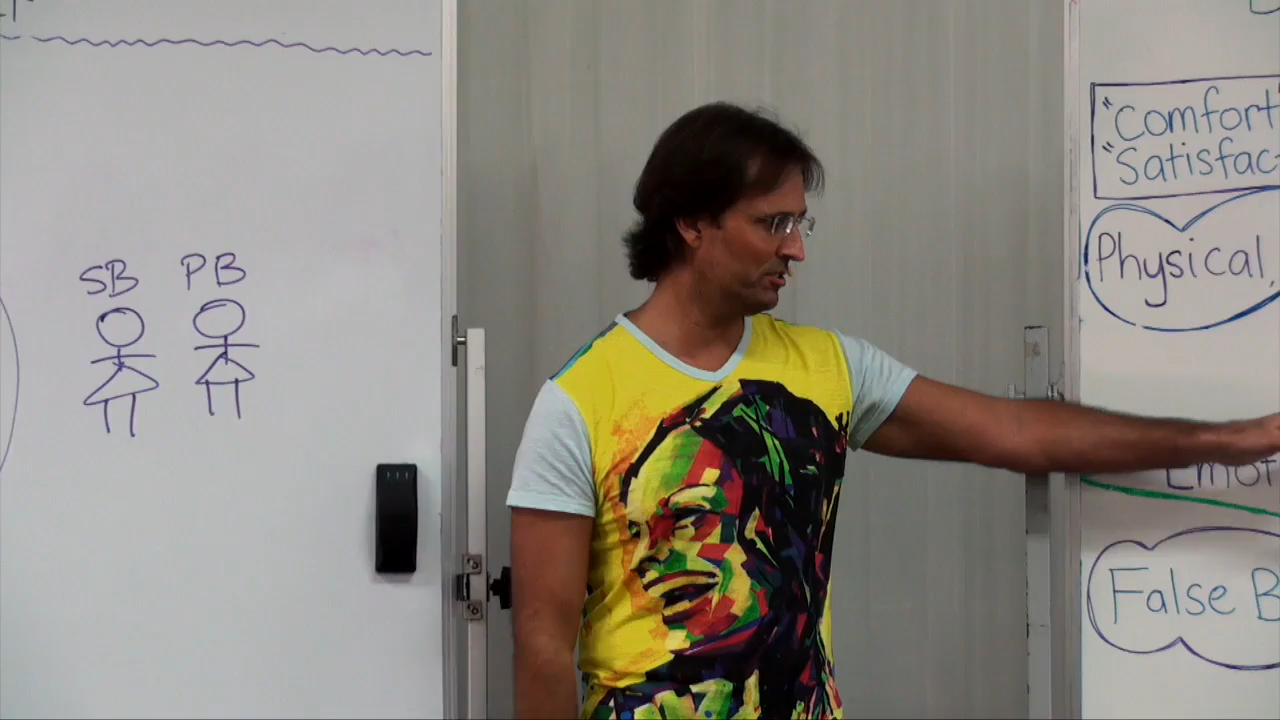 SB PB
"Comfort"
"Satisfac
Physical,
Emot
False B